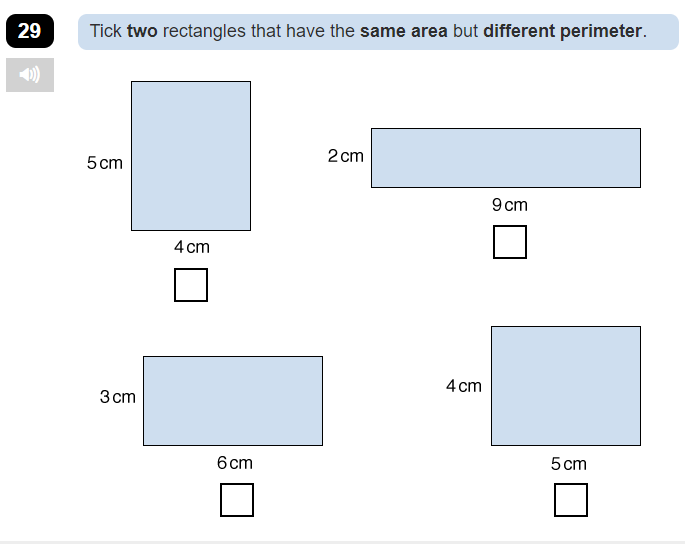 29
Tick two rectangles that have the same area but different perimeter.
5 cm
4 cm
2 cm
9 cm
3 cm
6 cm
4 cm
5 cm